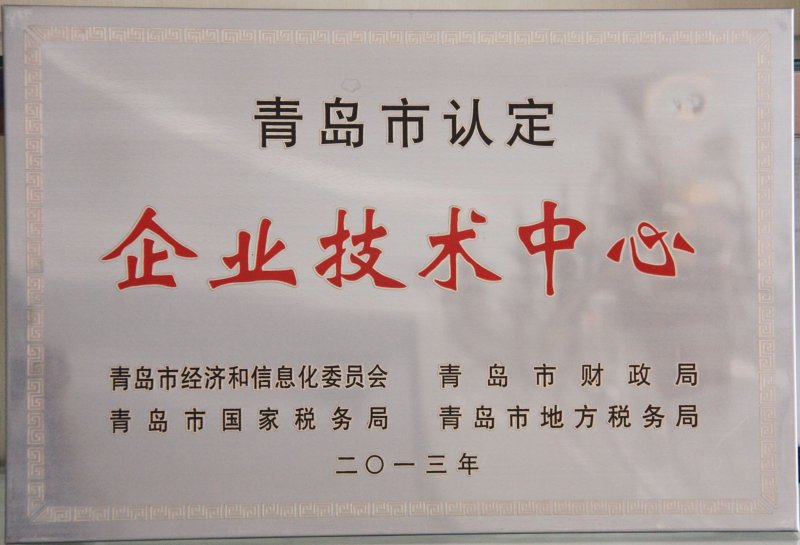 青岛市认定
企业技术中心
青岛市经济和信息化委员会 青岛市财政局
青岛市国家税务局 青岛市地方税务局
二〇一三年